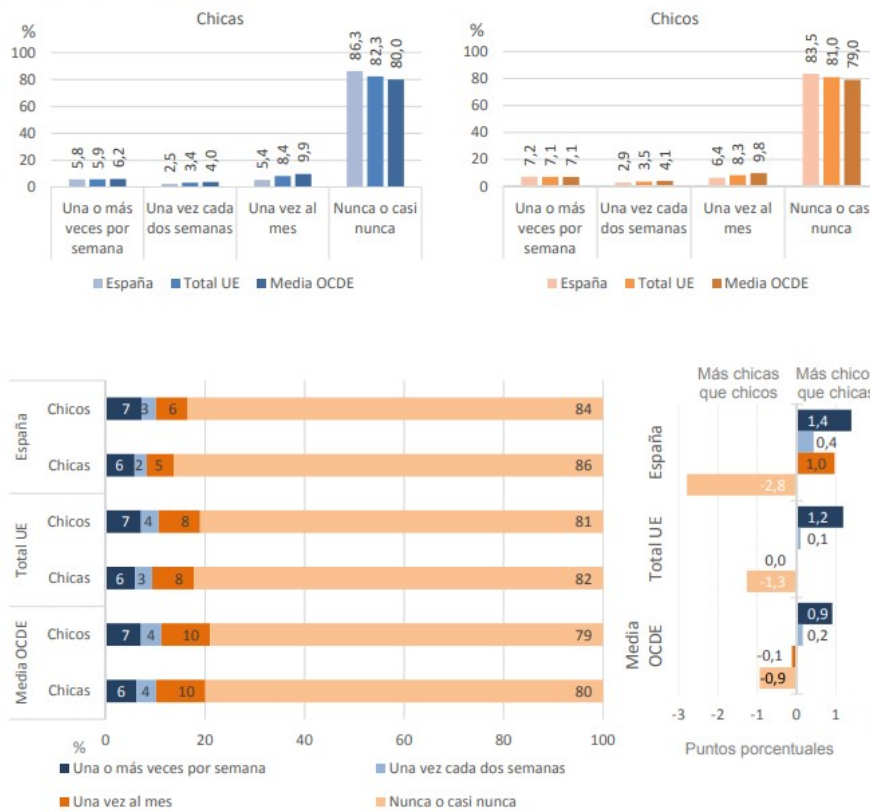 Chicas
%
100
80
60
40
20
0
5,8 5,9 6,2
2,5 3,4 4,0
5,4 8,4 9,9
86,3 82,3 80,0
Una o más veces por semana
Una vez cada dos semanas
Una vez al mes
Nunca o casi nunca
España Total UE Media OCDE
Chicos
%
100
80
60
40
20
0
7,2 7,1 7,1
2,9 3,5 4,1
6,4 8,3 9,8
83,5 81,0 79,0
Una o más veces por semana
Una vez cada dos semanas
Una vez al mes
Nunca o casi nunca
España Total UE Media OCDE
España
Chicos 7 3 6 84
Chicas 6 2 5 86
Total UE
Chicos 7 4 8 81
Chicas 6 3 8 82
Media OCDE
Chicos 7 4 10 79
Chicas 6 4 10 80
% 0 20 40 60 80 100
Una o más veces por semana Una vez cada dos semanas
Una vez al mes Nunca o casi nunca
Más chicas que chicos
Más chico que chicas
España
1,4
0,4
1,0
-2,8
Total UE
1,2
0,1
0,0
-1,3
Media OCDE
0,9
0,2
-0,1
-0,9
-3 -2 -1 0 1
Puntos porcentuales